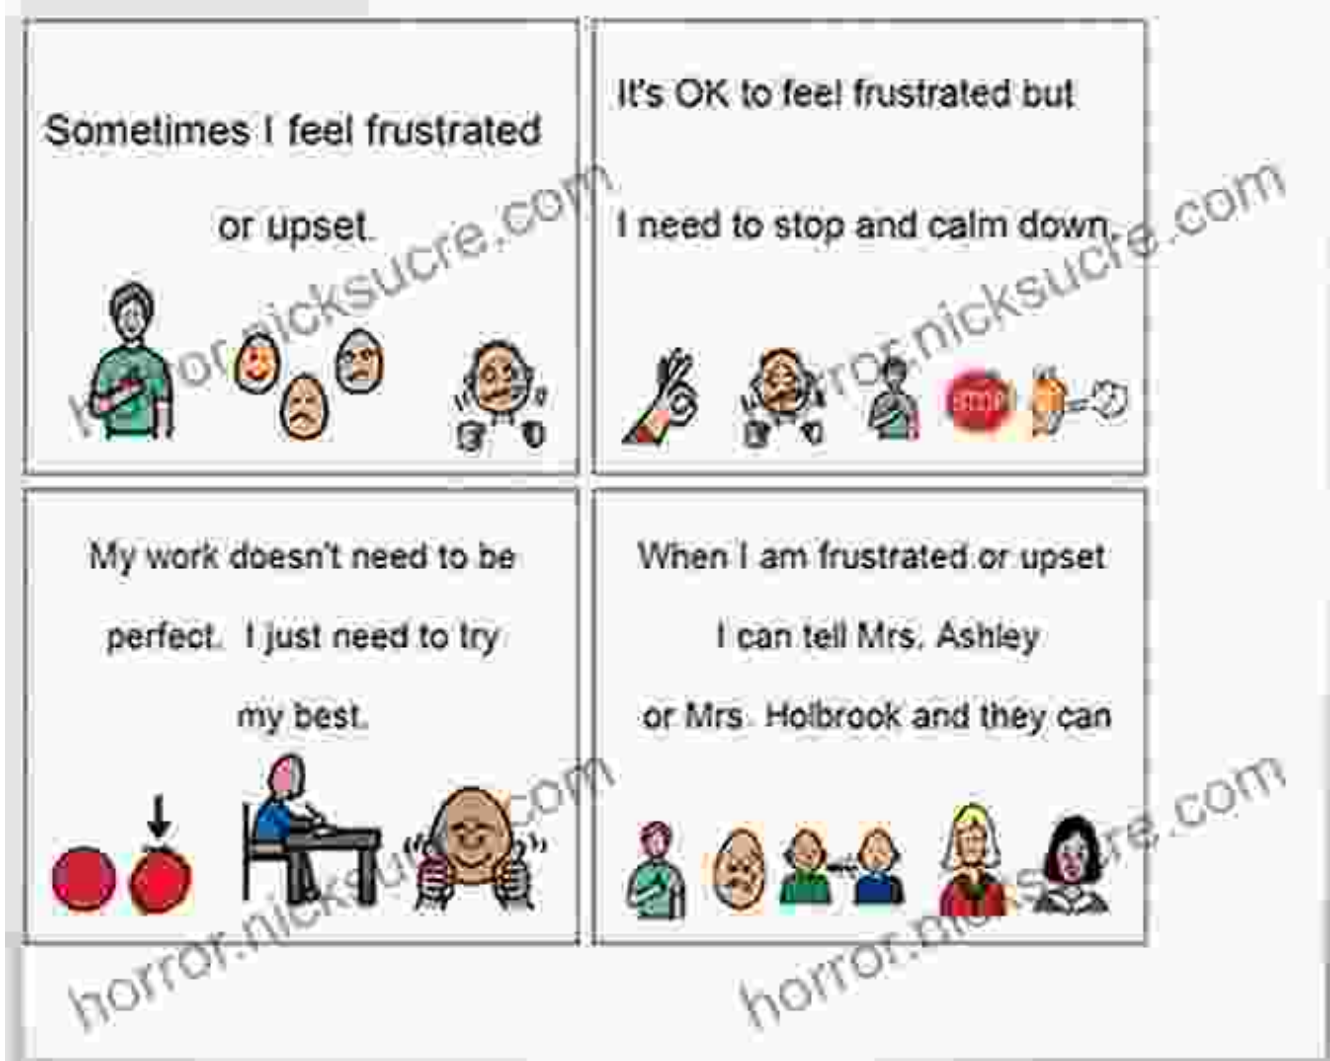 Sometimes I feel frustrated
or upset.
It's OK to feel frustrated but
I need to stop and calm down.
stop
My work doesn't need to be
perfect. I just need to try
my best.
When I am frustrated or upset
I can tell Mrs. Ashley
or Mrs. Holbrook and they can
horror.nicksucre.com
horror.nicksucre.com
horror.nicksucre.com
horror.nicksucre.com